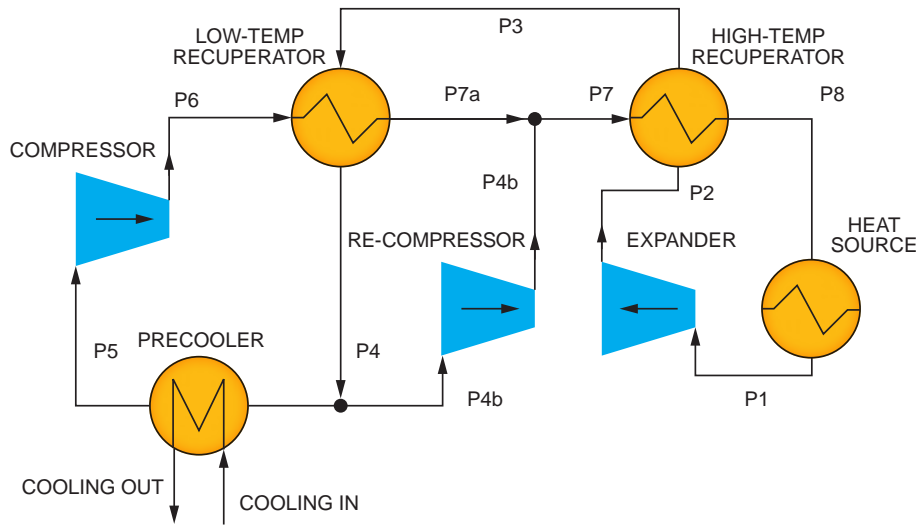 P3
LOW-TEMP
RECUPERATOR
HIGH-TEMP
RECUPERATOR
P6
P7a
P7
P8
COMPRESSOR
P4b
P2
RE-COMPRESSOR
EXPANDER
HEAT
SOURCE
PRECOOLER
P5
P4
P4b
P1
COOLING OUT
COOLING IN